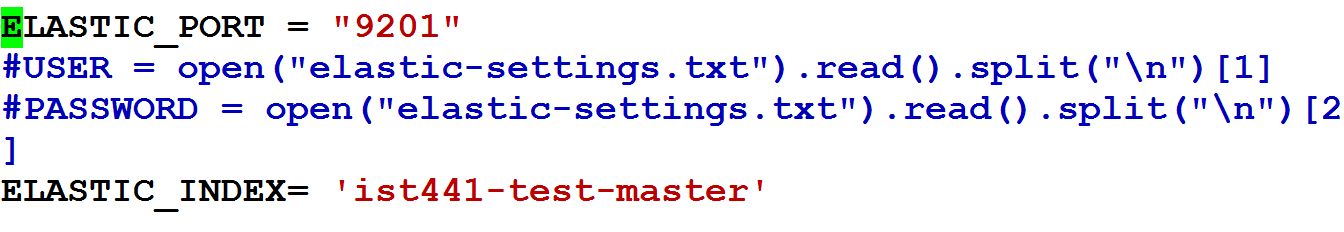 ELASTIC_PORT = "9201"
#USER = open("elastic-settings.txt").read().split("\n")[1]
#PASSWORD = open("elastic-settings.txt").read().split("\n")[2
]
ELASTIC_INDEX= 'ist441-test-master'